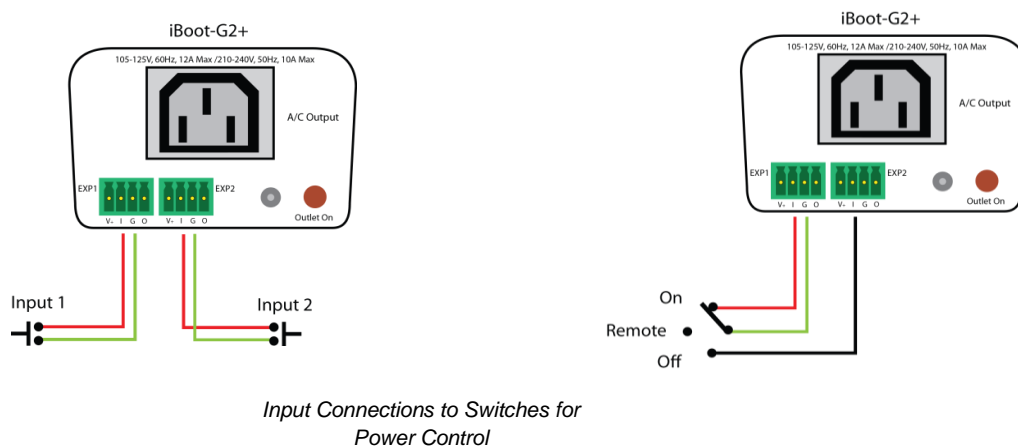 iBoot-G2+
105-125V, 60Hz, 12A Max /210-240V, 50Hz, 10A Max
A/C Output
EXP1
EXP2
V+ I G O
V+ I G O
Outlet On
Input 1
Input 2
iBoot-G2+
105-125V, 60Hz, 12A Max /210-240V, 50Hz, 10A Max
A/C Output
EXP1
EXP2
V+ I G O
V+ I G O
Outlet On
On
Remote
Off
Input Connections to Switches for
Power Control